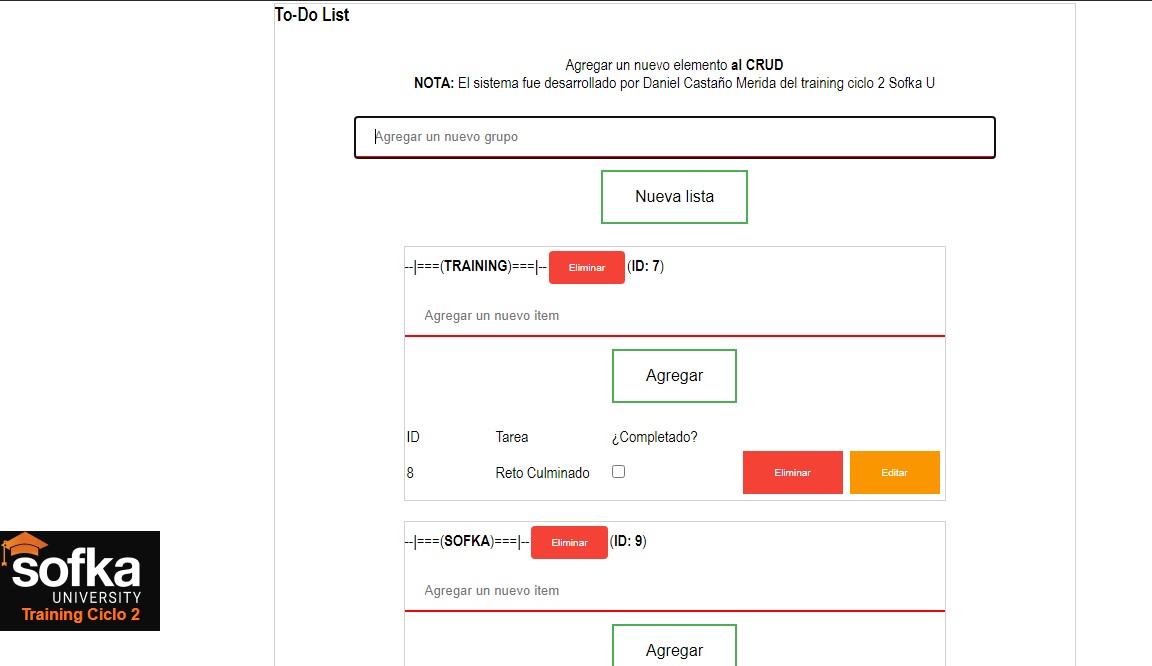 To-Do List
Agregar un nuevo elemento al CRUD
NOTA: El sistema fue desarrollado por Daniel Castaño Merida del training ciclo 2 Sofka U
Agregar un nuevo grupo
Nueva lista
--|===(TRAINING)===|-- Eliminar (ID: 7)
Agregar un nuevo item
Agregar
ID Tarea ¿Completado?
8 Reto Culminado Eliminar Editar
--|===(SOFKA)===|-- Eliminar (ID: 9)
Agregar un nuevo item
Agregar
sofka
UNIVERSITY
Training Ciclo 2